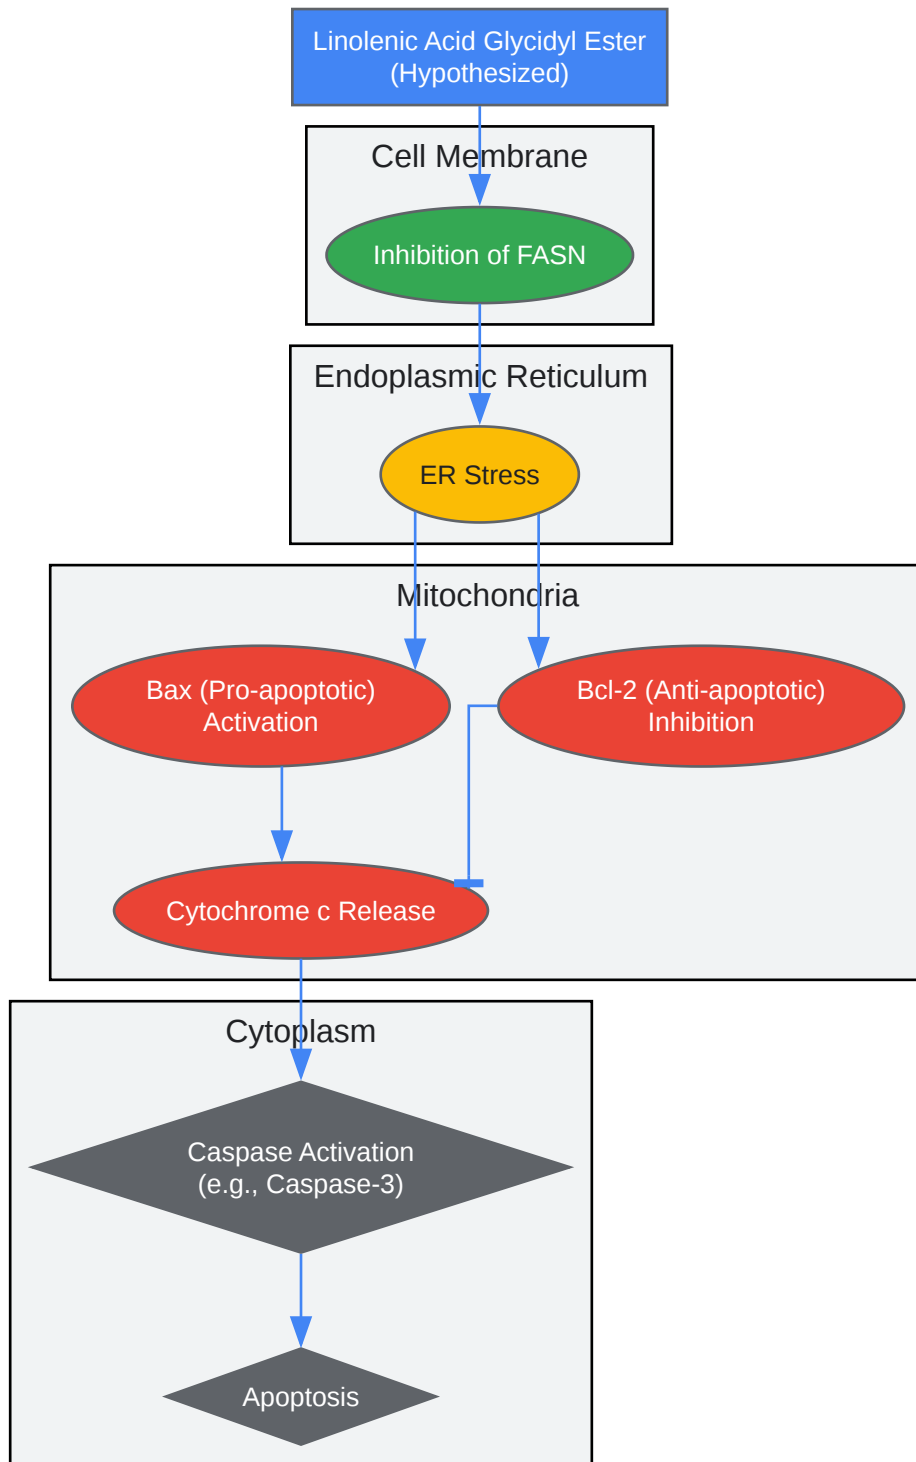 Linolenic Acid Glycidyl Ester
(Hypothesized)
Cell Membrane
Inhibition of FASN
Endoplasmic Reticulum
ER Stress
Mitochondria
Bax (Pro-apoptotic)
Activation
Bcl-2 (Anti-apoptotic)
Inhibition
Cytochrome c Release
Cytoplasm
Caspase Activation
(e.g., Caspase-3)
Apoptosis